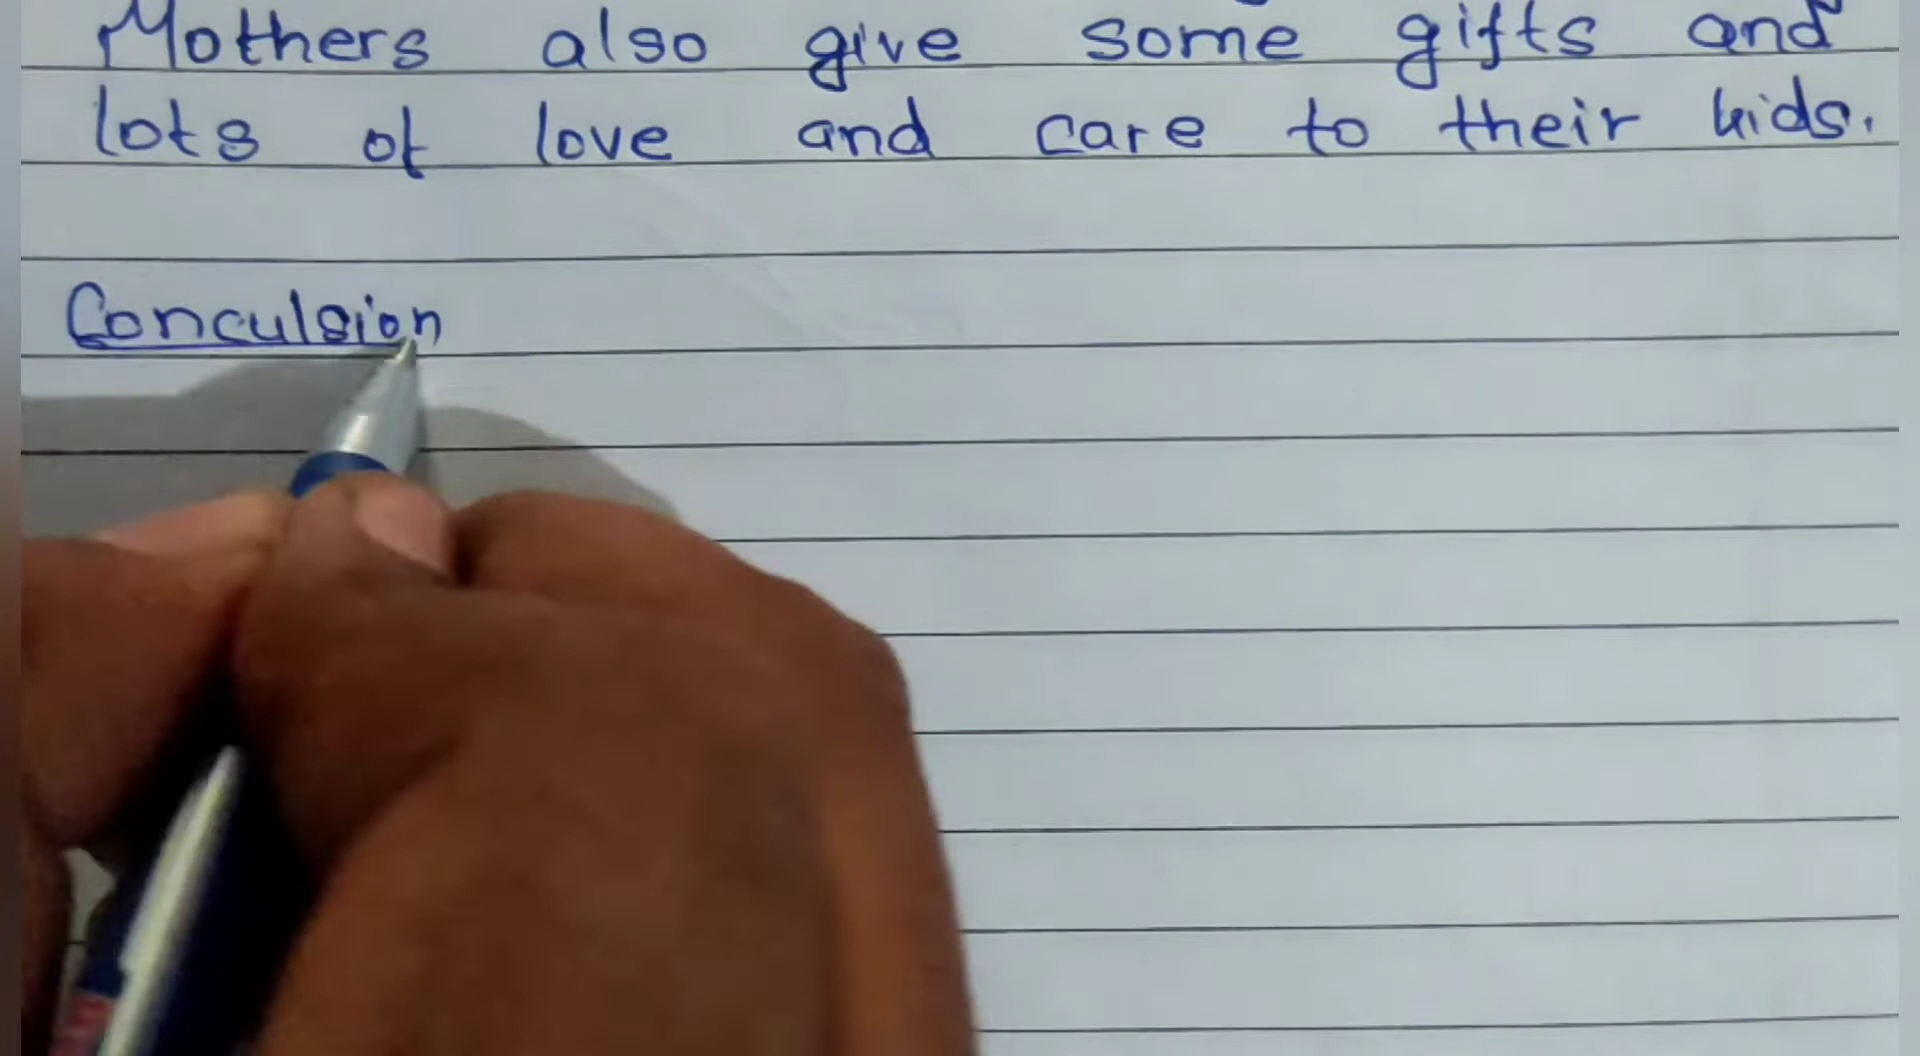 Mothers also give some gifts and
lots of love and care to their kids.
Conculsion